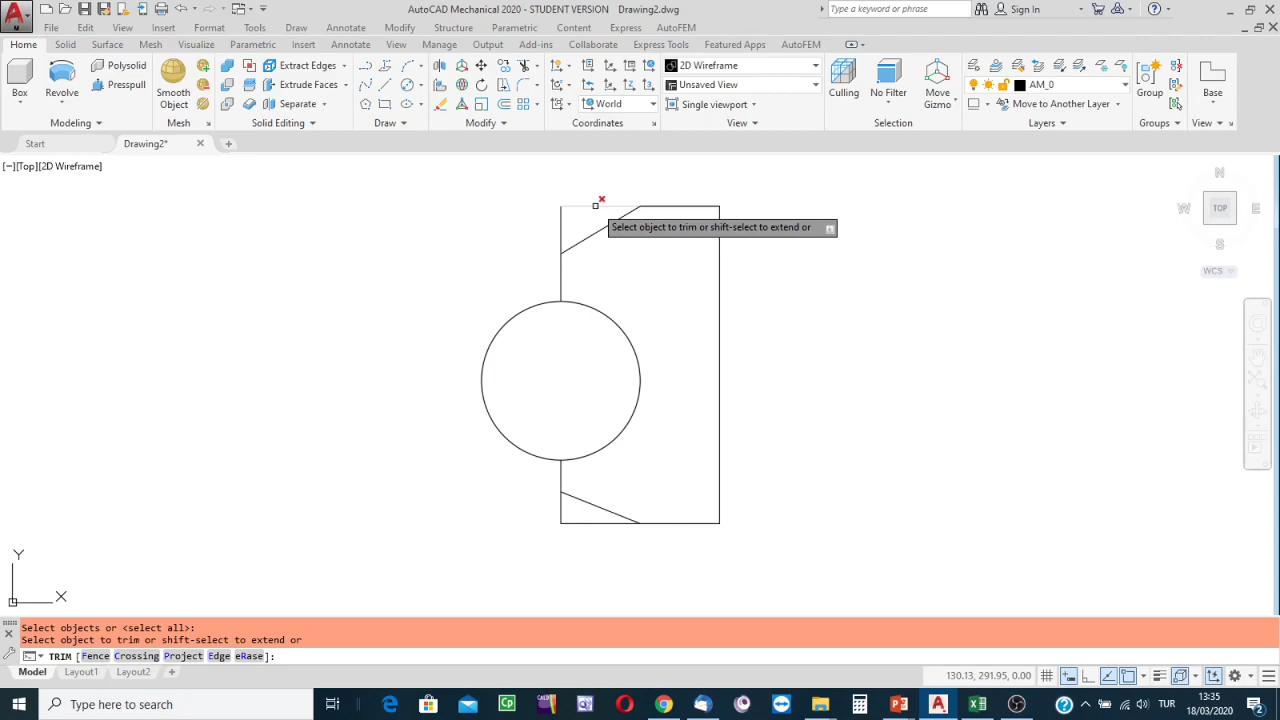 AutoCAD Mechanical 2020 - STUDENT VERSION Drawing2.dwg
Type a keyword or phrase
Sign In
File Edit View Insert Format Tools Draw Dimension Annotate Modify Structure Parametric Content Express AutoFEM
Home Solid Surface Mesh Visualize Parametric Insert Annotate View Manage Output Add-ins Collaborate Express Tools Featured Apps AutoFEM
Box
Revolve
Polysolid
Presspull
Modeling
Smooth
Object
Mesh
Extract Edges
Extrude Faces
Separate
Solid Editing
Draw
Modify
World
Coordinates
2D Wireframe
Unsaved View
Single viewport
View
Culling
No Filter
Move
Gizmo
Selection
AM_0
Move to Another Layer
Layers
Group
Groups
Base
View
Start
Drawing2*
[−][Top][2D Wireframe]
N
W
TOP
E
S
WCS
Select object to trim or shift-select to extend or
Y
X
Select objects or <select all>:
Select object to trim or shift-select to extend or
TRIM [Fence Crossing Project Edge eRase]:
Model Layout1 Layout2
130.13, 291.95, 0.00
Type here to search
TUR
13:35
18/03/2020